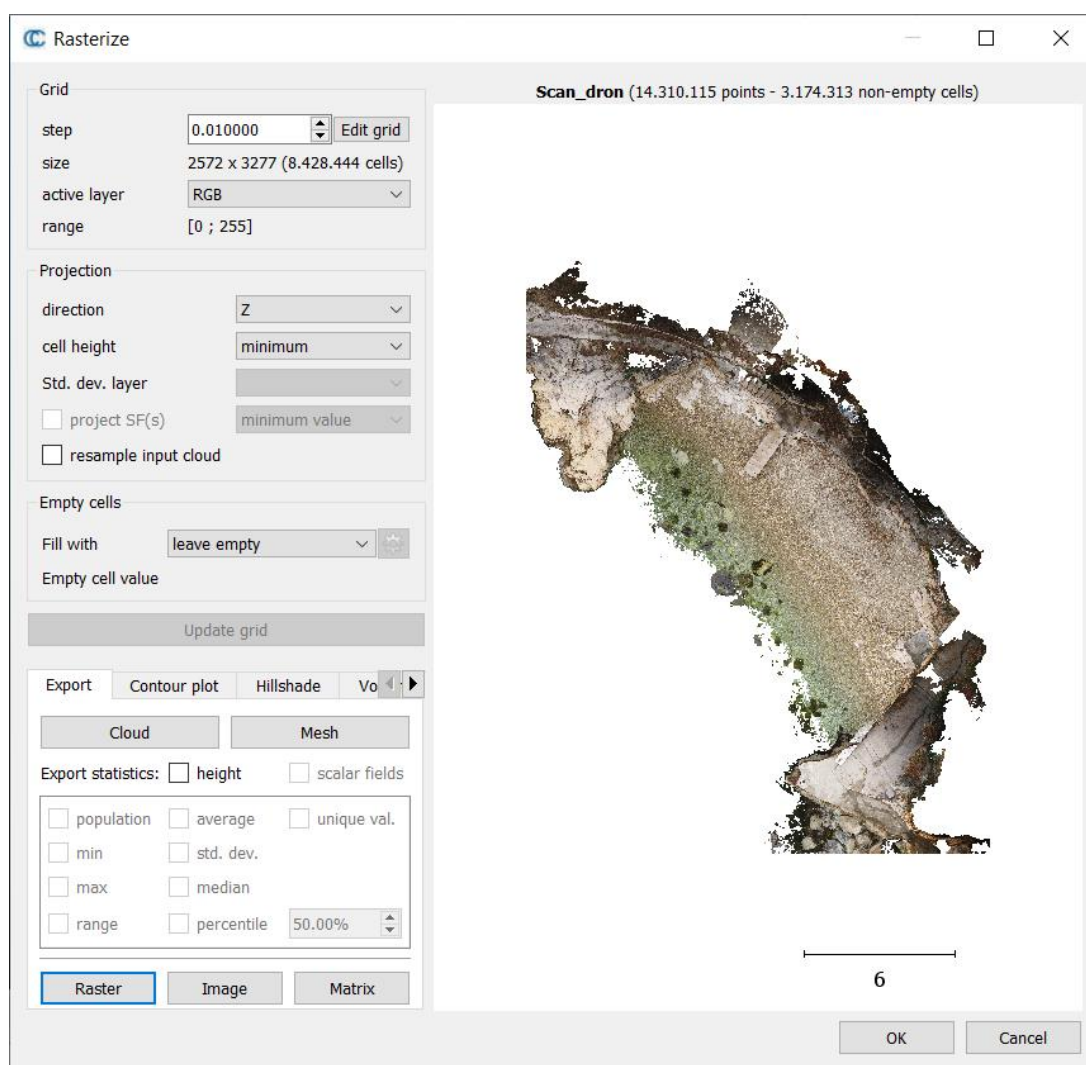 Rasterize
Grid
step 0.010000 Edit grid
size 2572 x 3277 (8.428.444 cells)
active layer RGB
range [0 ; 255]
Projection
direction Z
cell height minimum
Std. dev. layer
project SF(s) minimum value
resample input cloud
Empty cells
Fill with leave empty
Empty cell value
Update grid
Export Contour plot Hillshade Vo
Cloud Mesh
Export statistics: height scalar fields
population average unique val.
min std. dev.
max median
range percentile 50.00%
Raster Image Matrix
Scan_dron (14.310.115 points - 3.174.313 non-empty cells)
6
OK Cancel